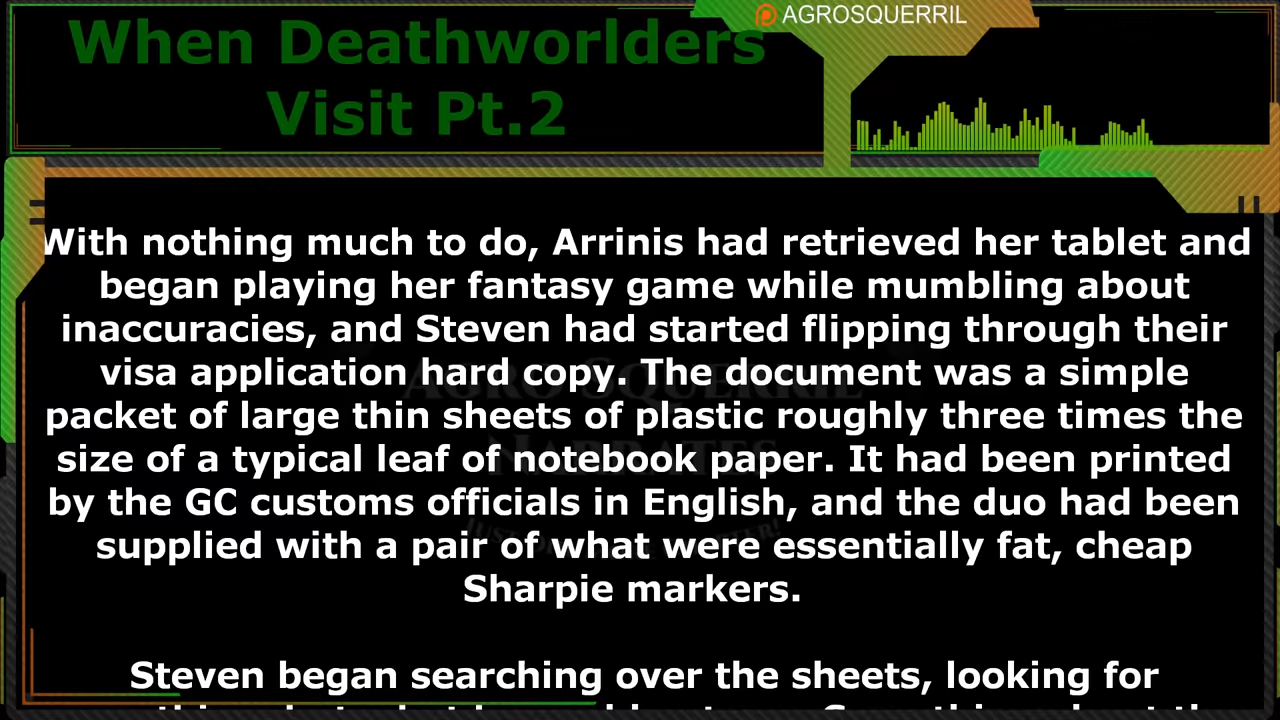 AGROSQUERRIL
When Deathworlders
Visit Pt.2
With nothing much to do, Arrinis had retrieved her tablet and
began playing her fantasy game while mumbling about
inaccuracies, and Steven had started flipping through their
visa application hard copy. The document was a simple
packet of large thin sheets of plastic roughly three times the
size of a typical leaf of notebook paper. It had been printed
by the GC customs officials in English, and the duo had been
supplied with a pair of what were essentially fat, cheap
Sharpie markers.
Steven began searching over the sheets, looking for
AGRO SQUERRIL
NARRATES